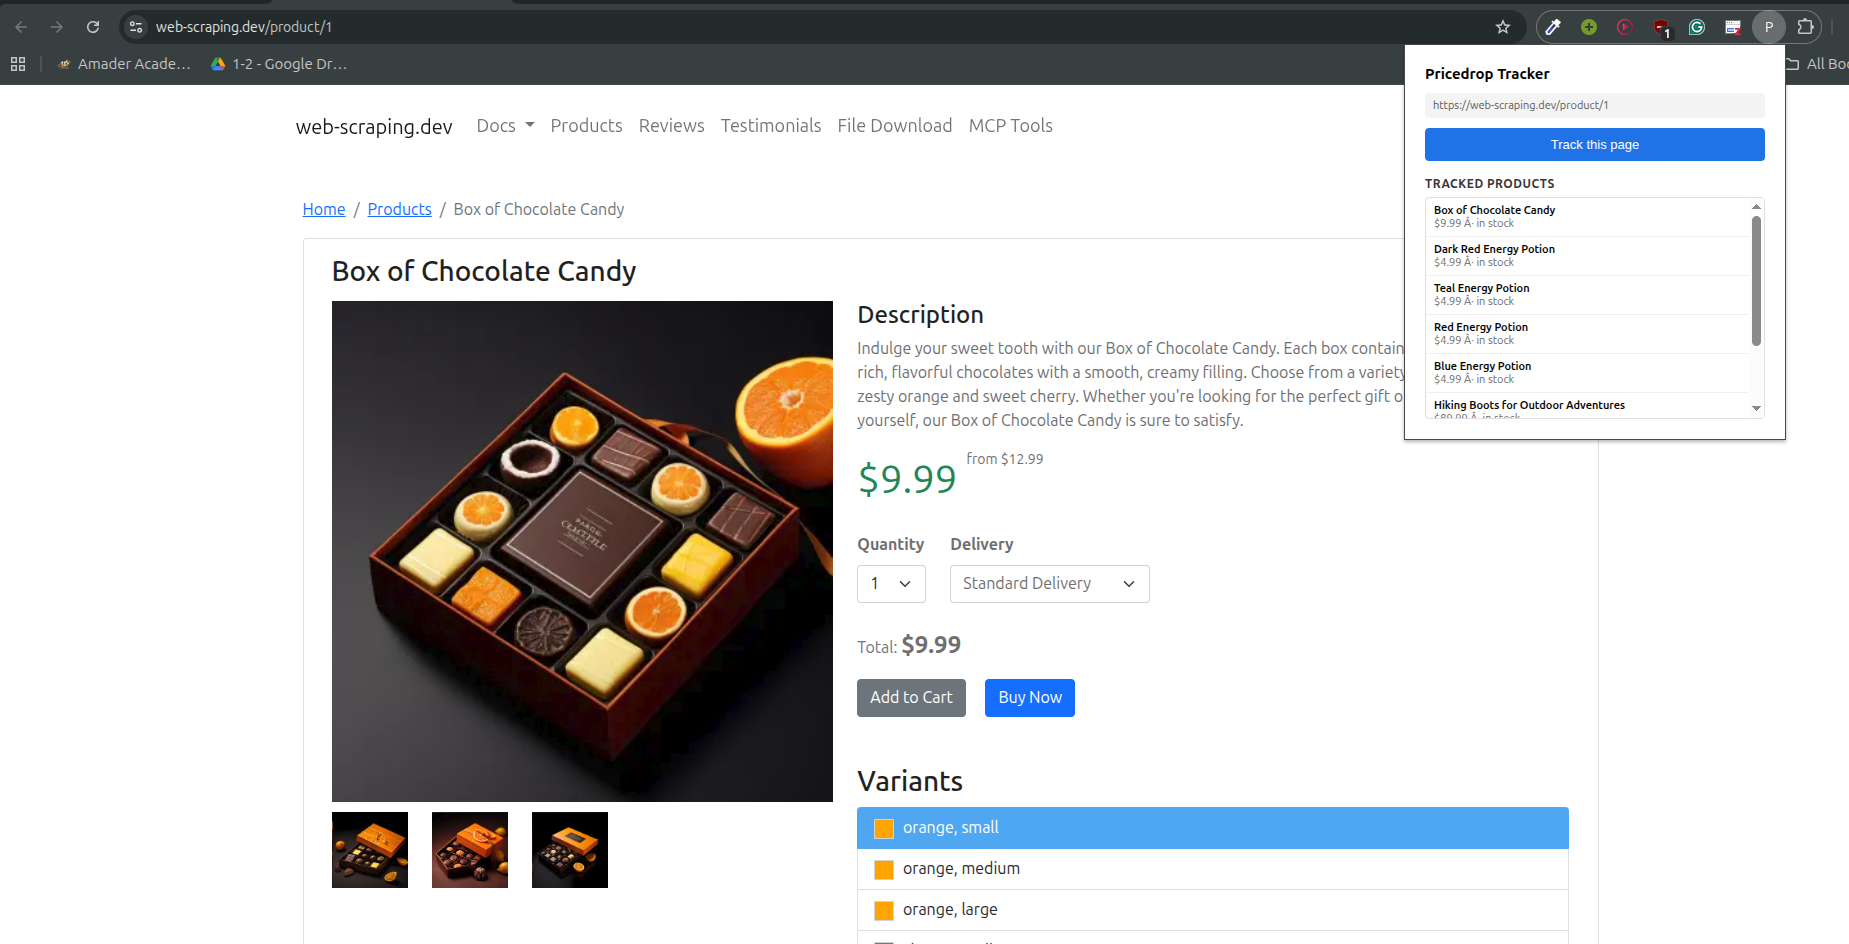 web-scraping.dev/product/1
1
P
Amader Acade...
1-2 - Google Dr...
All Boo
web-scraping.dev
Docs
Products
Reviews
Testimonials
File Download
MCP Tools
Home / Products / Box of Chocolate Candy
Box of Chocolate Candy
Description
Indulge your sweet tooth with our Box of Chocolate Candy. Each box contain
rich, flavorful chocolates with a smooth, creamy filling. Choose from a variety
zesty orange and sweet cherry. Whether you're looking for the perfect gift o
yourself, our Box of Chocolate Candy is sure to satisfy.
$9.99 from $12.99
Quantity
Delivery
1
Standard Delivery
Total: $9.99
Add to Cart
Buy Now
Variants
orange, small
orange, medium
orange, large
Pricedrop Tracker
https://web-scraping.dev/product/1
Track this page
TRACKED PRODUCTS
Box of Chocolate Candy
$9.99 Â· in stock
Dark Red Energy Potion
$4.99 Â· in stock
Teal Energy Potion
$4.99 Â· in stock
Red Energy Potion
$4.99 Â· in stock
Blue Energy Potion
$4.99 Â· in stock
Hiking Boots for Outdoor Adventures
$89.99 Â· in stock